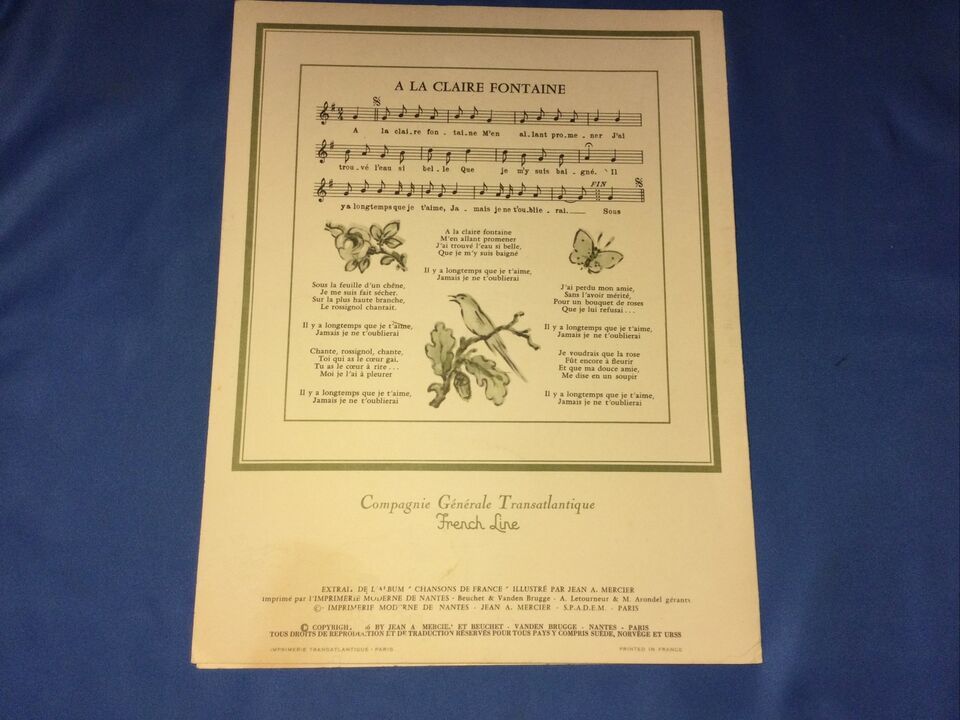 A LA CLAIRE FONTAINE
A la clai.re fon . tai.ne M'en al.lant pro.me . ner J'ai
trou.vé l'eau si bel.le Que je m'y suis bai . gné. Il
FIN
y a longtemps que je t'aime, Ja . mais je ne t'ou.blie . rai.___ Sous
A la claire fontaine
M'en allant promener
J'ai trouvé l'eau si belle,
Que je m'y suis baigné
Il y a longtemps que je t'aime,
Jamais je ne t'oublierai
Sous la feuille d'un chêne,
Je me suis fait sécher.
Sur la plus haute branche,
Le rossignol chantait.
Il y a longtemps que je t'aime,
Jamais je ne t'oublierai
Chante, rossignol, chante,
Toi qui as le cœur gai.
Tu as le cœur à rire...
Moi je l'ai à pleurer
Il y a longtemps que je t'aime,
Jamais je ne t'oublierai
J'ai perdu mon amie,
Sans l'avoir mérité,
Pour un bouquet de roses
Que je lui refusai...
Il y a longtemps que je t'aime,
Jamais je ne t'oublierai
Je voudrais que la rose
Fût encore à fleurir
Et que ma douce amie,
Me dise en un soupir
Il y a longtemps que je t'aime,
Jamais je ne t'oublierai
Compagnie Générale Transatlantique
French Line
DE L'ALBUM "CHANSONS DE FRANCE" ILLUSTRÉ PAR JEAN A. MERCIER
imprimé par l'IMPRIMERIE MODERNE DE NANTES - Beuchet & Vanden Brugge - A. Letourneur & M. Arondel gérants
© IMPRIMERIE MODERNE DE NANTES - JEAN A. MERCIER - S.P.A.D.E.M. - PARIS
© BY JEAN A. MERCIER ET BEUCHET - VANDEN BRUGGE - NANTES - PARIS
TOUS DROITS DE REPRODUCTION ET DE TRADUCTION RÉSERVÉS POUR TOUS PAYS Y COMPRIS SUÈDE, NORVÈGE ET URSS
IMPRIMERIE TRANSATLANTIQUE - PARIS
PRINTED IN FRANCE